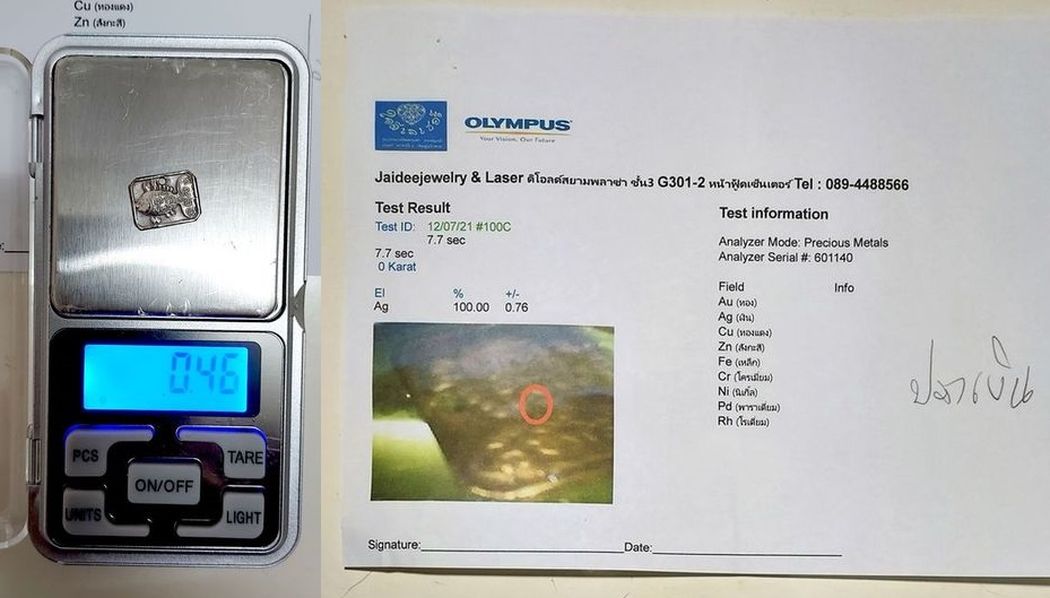 Cu (ทองแดง)
Zn (สังกะสี)
0.46
PCS
TARE
ON/OFF
UNITS
LIGHT
OLYMPUS
Your Vision, Our Future
Jaideejewelry & Laser ดิโอลด์สยามพลาซ่า ชั้น3 G301-2 หน้าฟู้ดเซ็นเตอร์ Tel : 089-4488566
Test Result
Test ID: 12/07/21 #100C
7.7 sec
7.7 sec
0 Karat
El % +/-
Ag 100.00 0.76
Test information
Analyzer Mode: Precious Metals
Analyzer Serial #: 601140
Field Info
Au (ทอง)
Ag (เงิน)
Cu (ทองแดง)
Zn (สังกะสี)
Fe (เหล็ก)
Cr (โครเมียม)
Ni (นิเกิ้ล)
Pd (พาราเดียม)
Rh (โรเดียม)
ปลาเงิน
Signature:
Date: